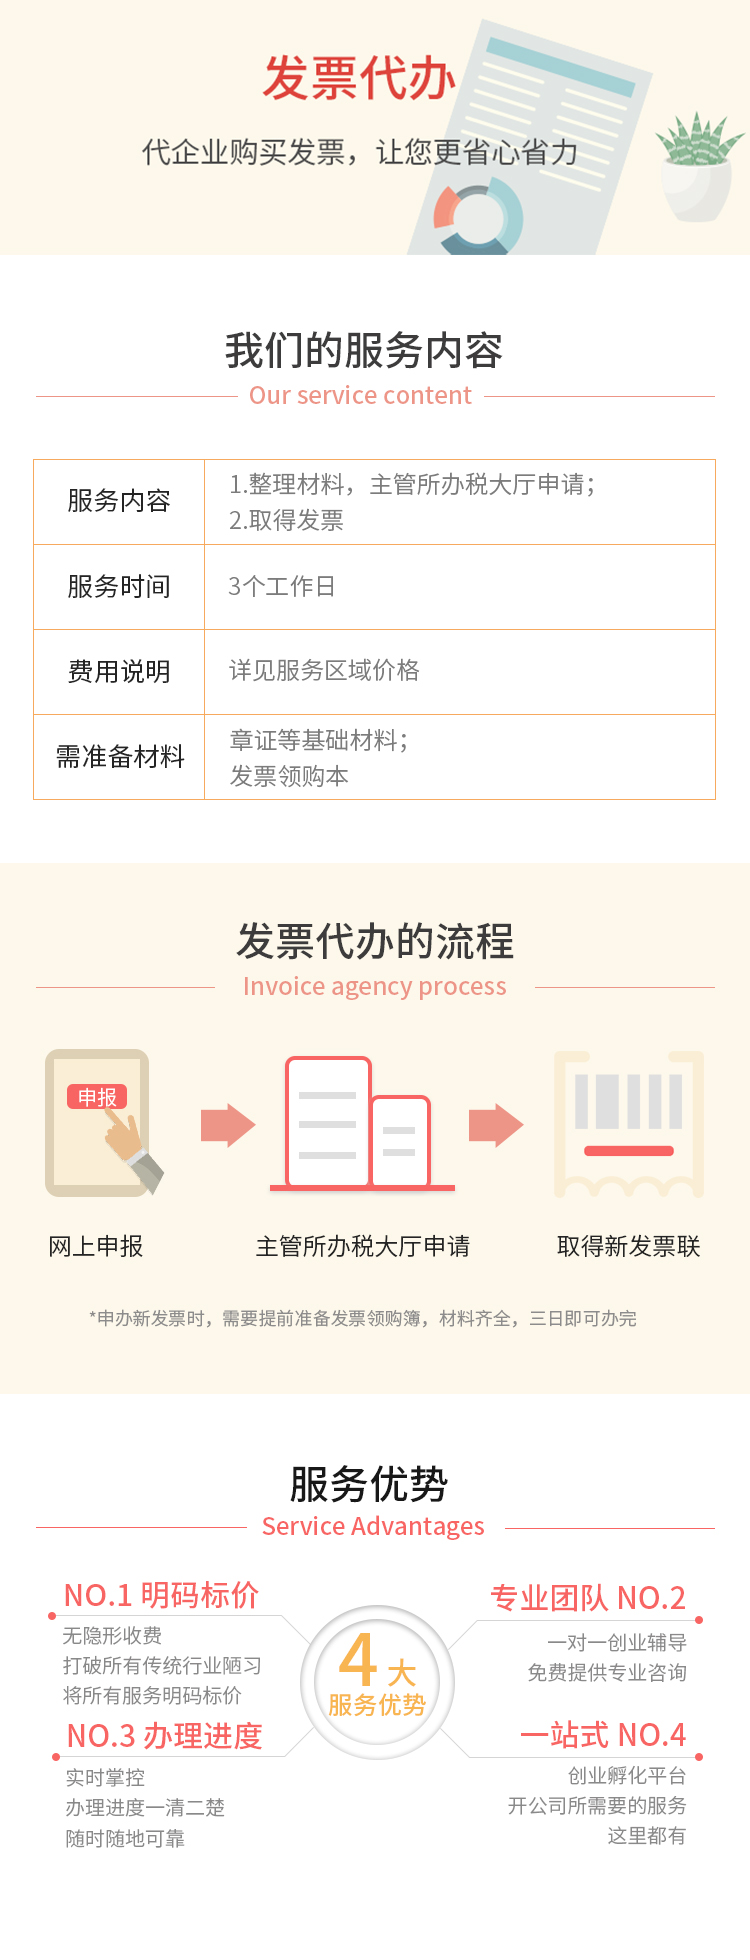 发票代办
代企业购买发票，让您更省心省力
我们的服务内容
Our service content
服务内容
1.整理材料，主管所办税大厅申请；
2.取得发票
服务时间
3个工作日
费用说明
详见服务区域价格
需准备材料
章证等基础材料；
发票领购本
发票代办的流程
Invoice agency process
申报
网上申报
主管所办税大厅申请
取得新发票联
*申办新发票时，需要提前准备发票领购簿，材料齐全，三日即可办完
服务优势
Service Advantages
NO.1 明码标价
无隐形收费
打破所有传统行业陋习
将所有服务明码标价
专业团队 NO.2
一对一创业辅导
免费提供专业咨询
4 大
服务优势
NO.3 办理进度
实时掌控
办理进度一清二楚
随时随地可靠
一站式 NO.4
创业孵化平台
开公司所需要的服务
这里都有